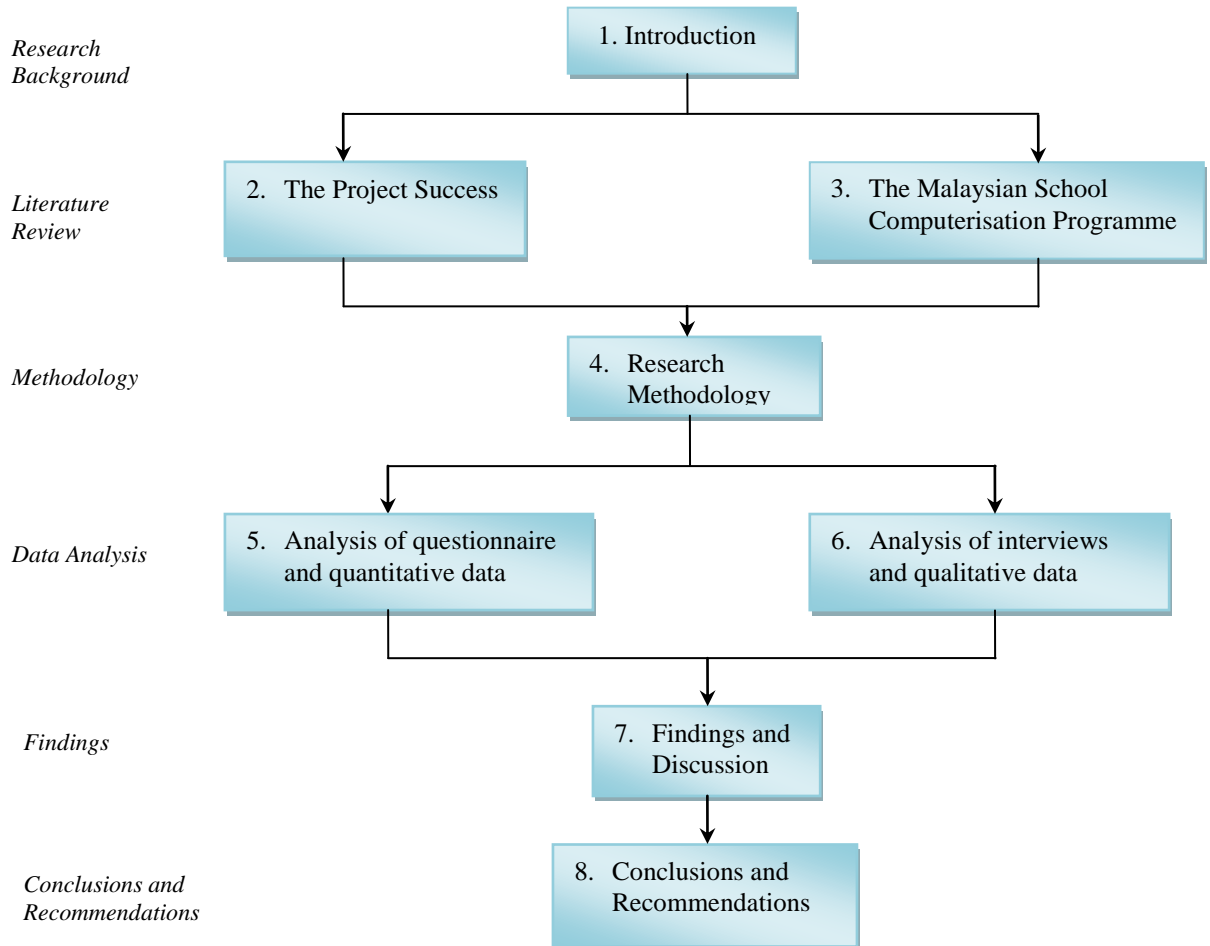 Research
Background
1. Introduction
Literature
Review
2. The Project Success
3. The Malaysian School
Computerisation Programme
Methodology
4. Research
Methodology
Data Analysis
5. Analysis of questionnaire
and quantitative data
6. Analysis of interviews
and qualitative data
Findings
7. Findings and
Discussion
Conclusions and
Recommendations
8. Conclusions and
Recommendations